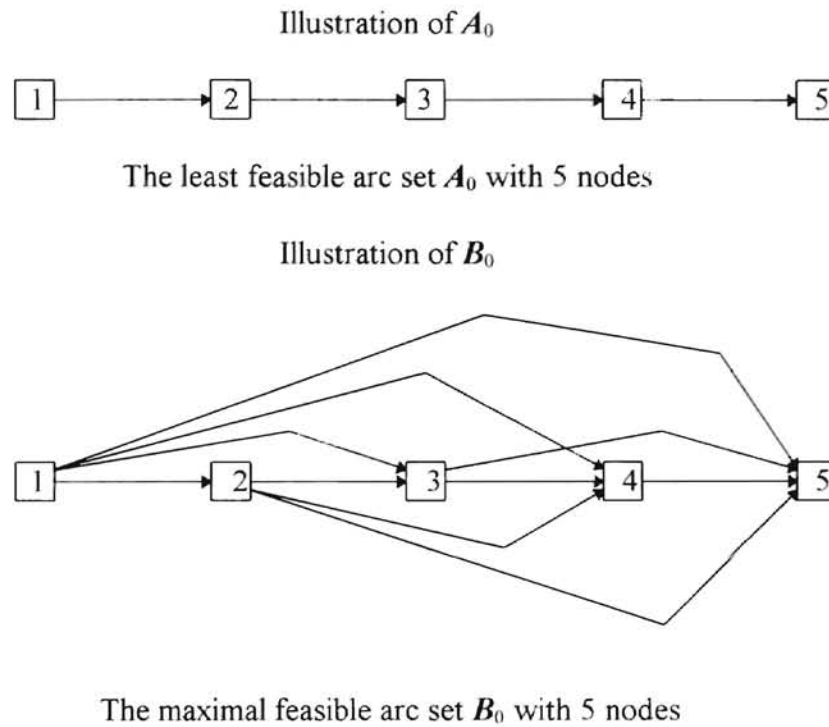 Illustration of A₀
1 2 3 4 5
The least feasible arc set A₀ with 5 nodes
Illustration of B₀
1 2 3 4 5
The maximal feasible arc set B₀ with 5 nodes